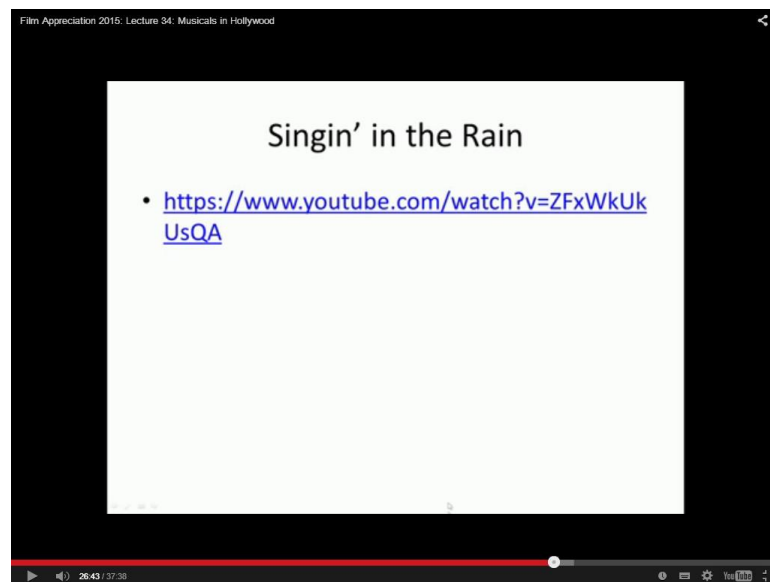 Film Appreciation 2015: Lecture 34: Musicals in Hollywood
Singin’ in the Rain
• https://www.youtube.com/watch?v=ZFxWkUk
UsQA
26:43 / 37:38
YouTube